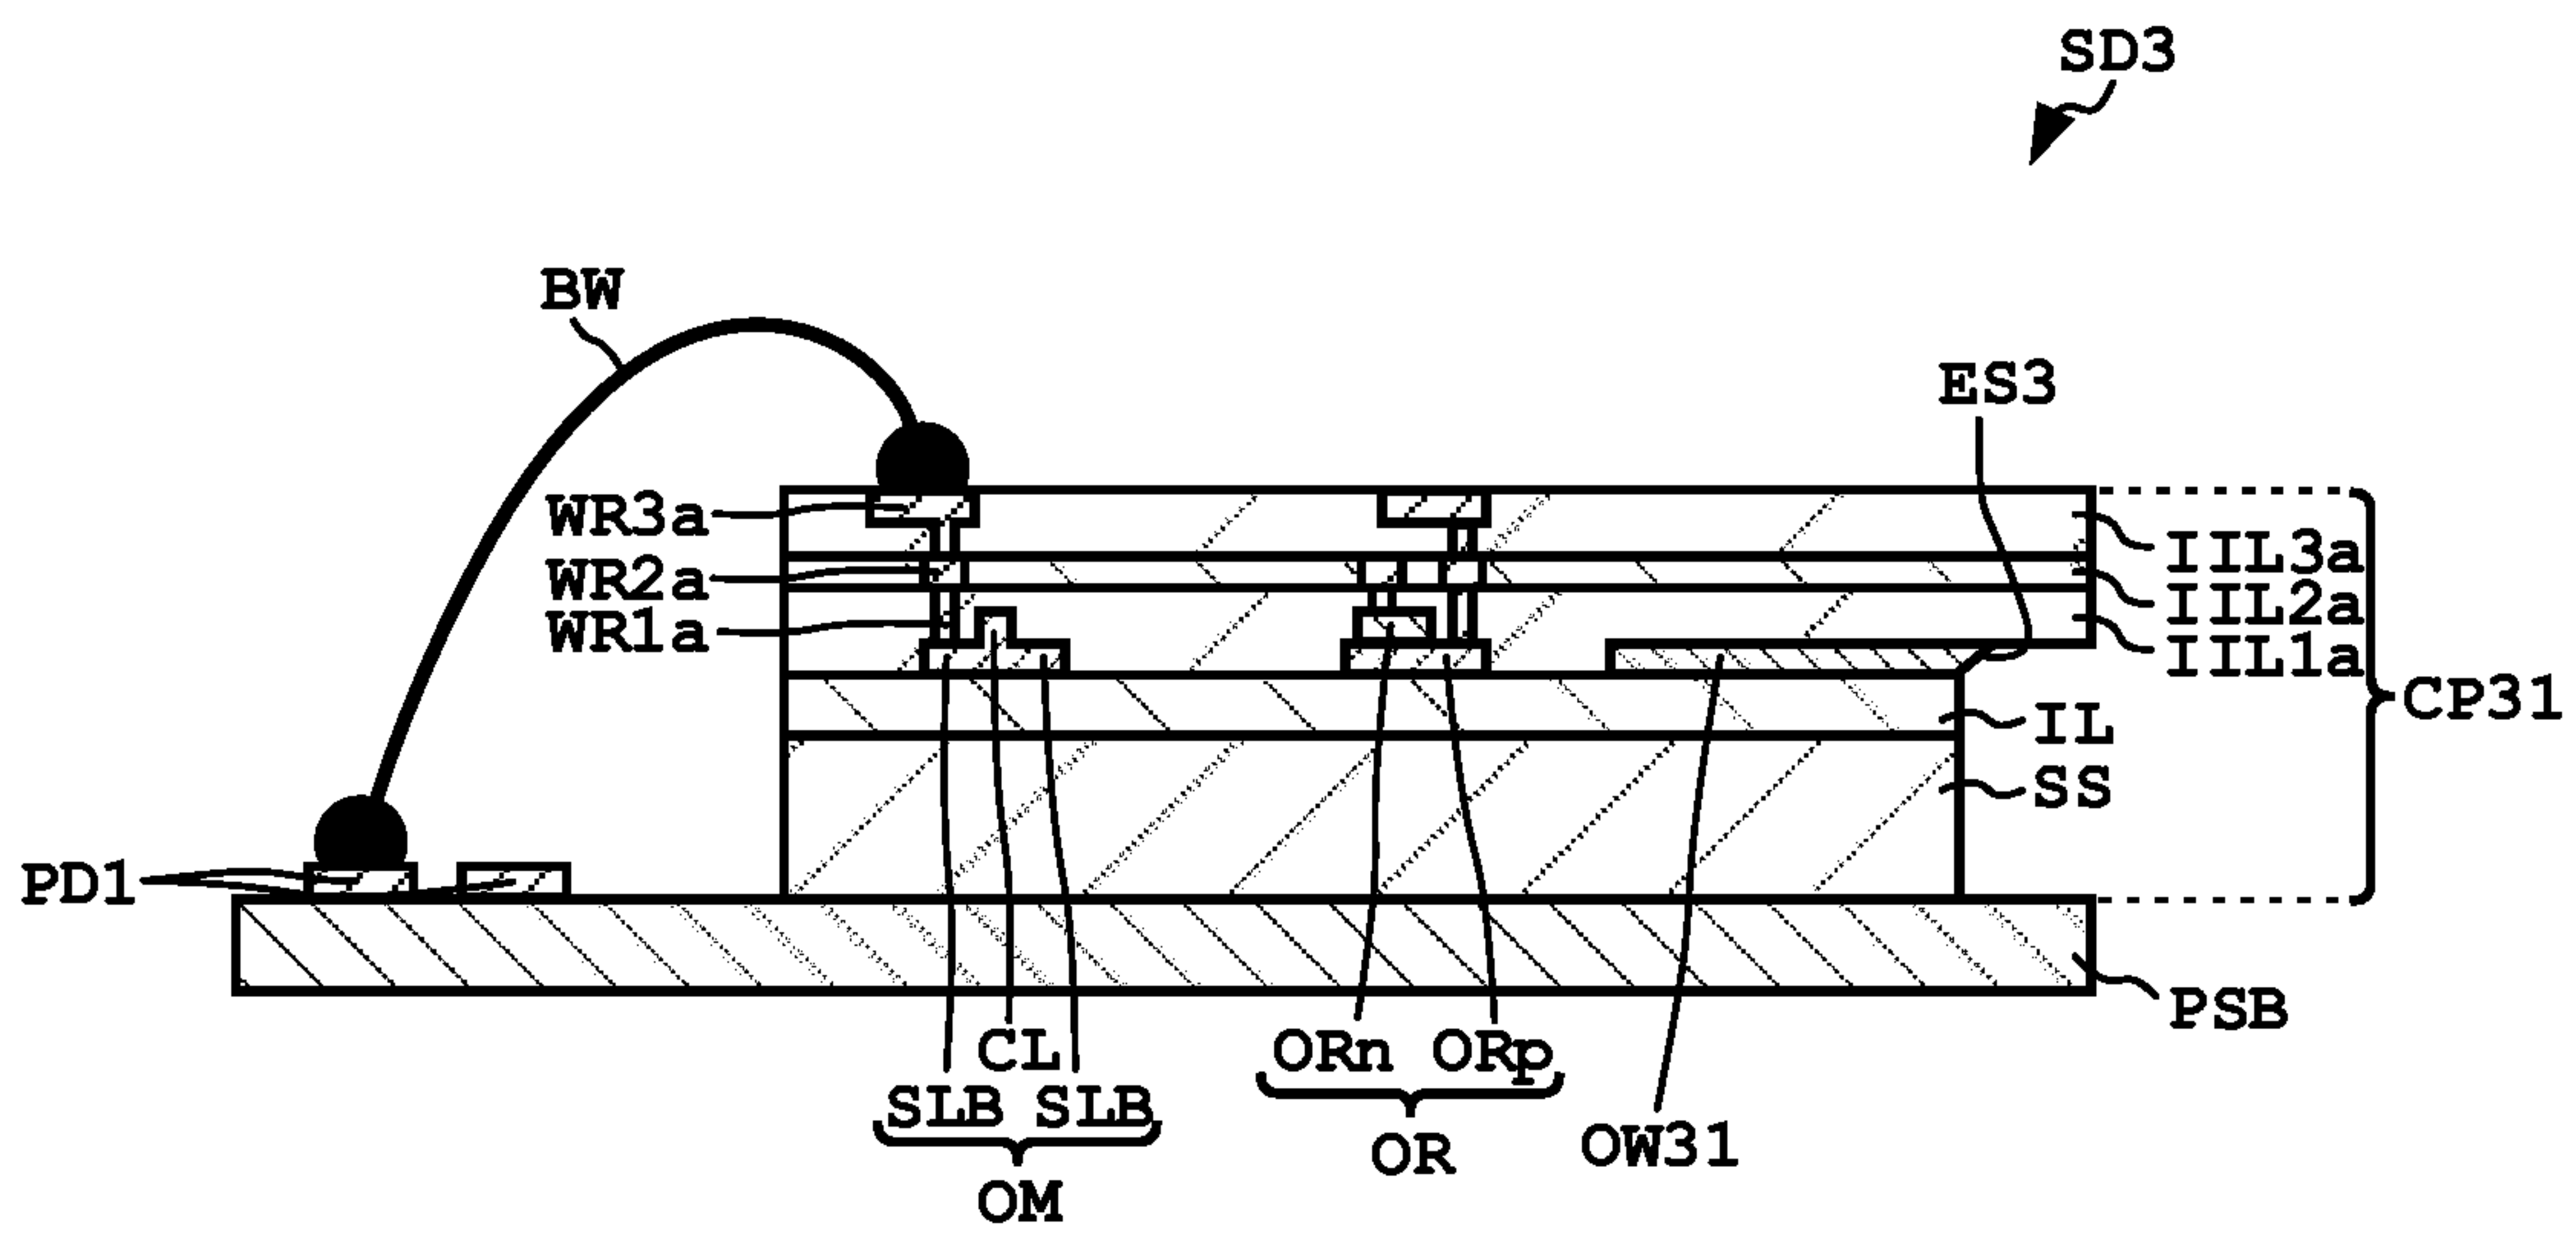 SD3
BW
ES3
WR3a
WR2a
WR1a
IIL3a
IIL2a
IIL1a
CP31
IL
SS
PD1
PSB
CL
SLB SLB
OM
ORn ORp
OR
OW31